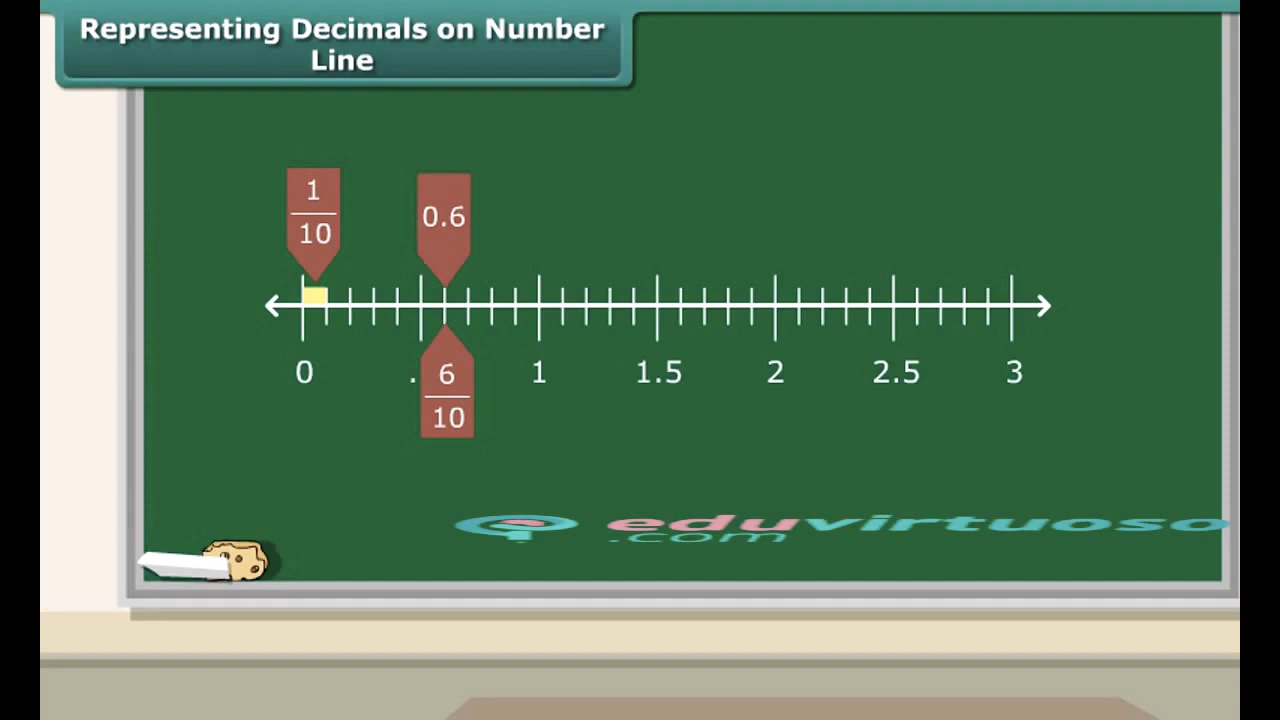 Representing Decimals on Number
Line
1
10
0.6
0 . 1 1.5 2 2.5 3
6
10
eduvirtuoso
.com